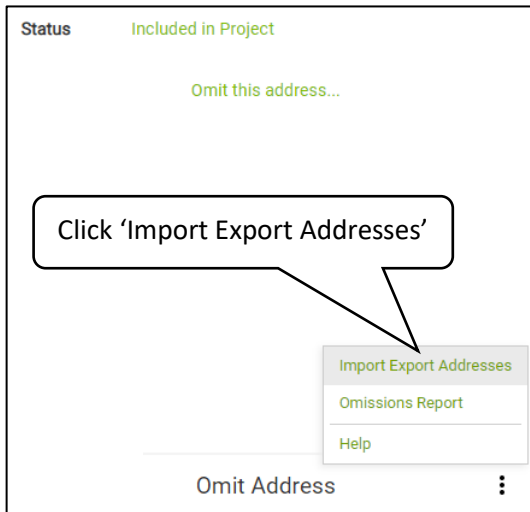 Status Included in Project
Omit this address...
Click ‘Import Export Addresses’
Import Export Addresses
Omissions Report
Help
Omit Address